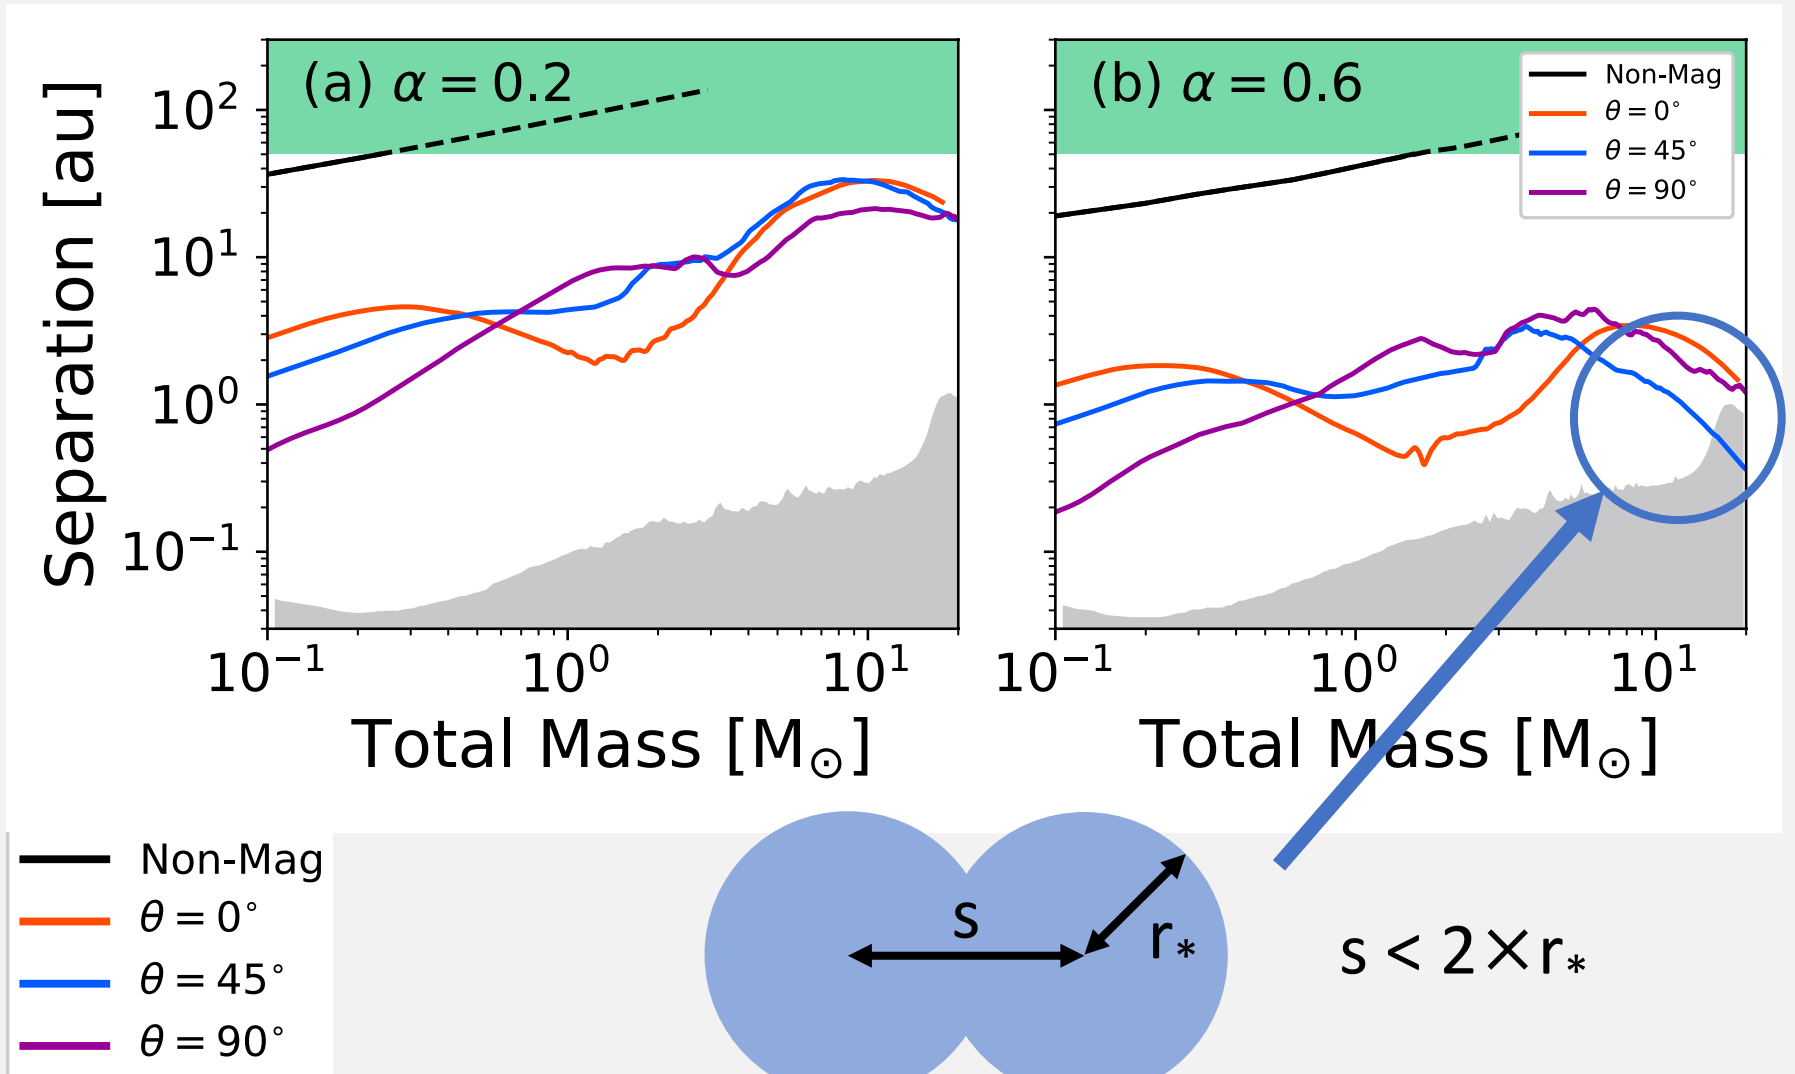 (a) α = 0.2
(b) α = 0.6
Non-Mag
θ = 0°
θ = 45°
θ = 90°
Separation [au]
10²
10¹
10⁰
10⁻¹
10⁻¹ 10⁰ 10¹
10⁻¹ 10⁰ 10¹
Total Mass [M☉]
Total Mass [M☉]
Non-Mag
θ = 0°
θ = 45°
θ = 90°
s
r*
s < 2×r*